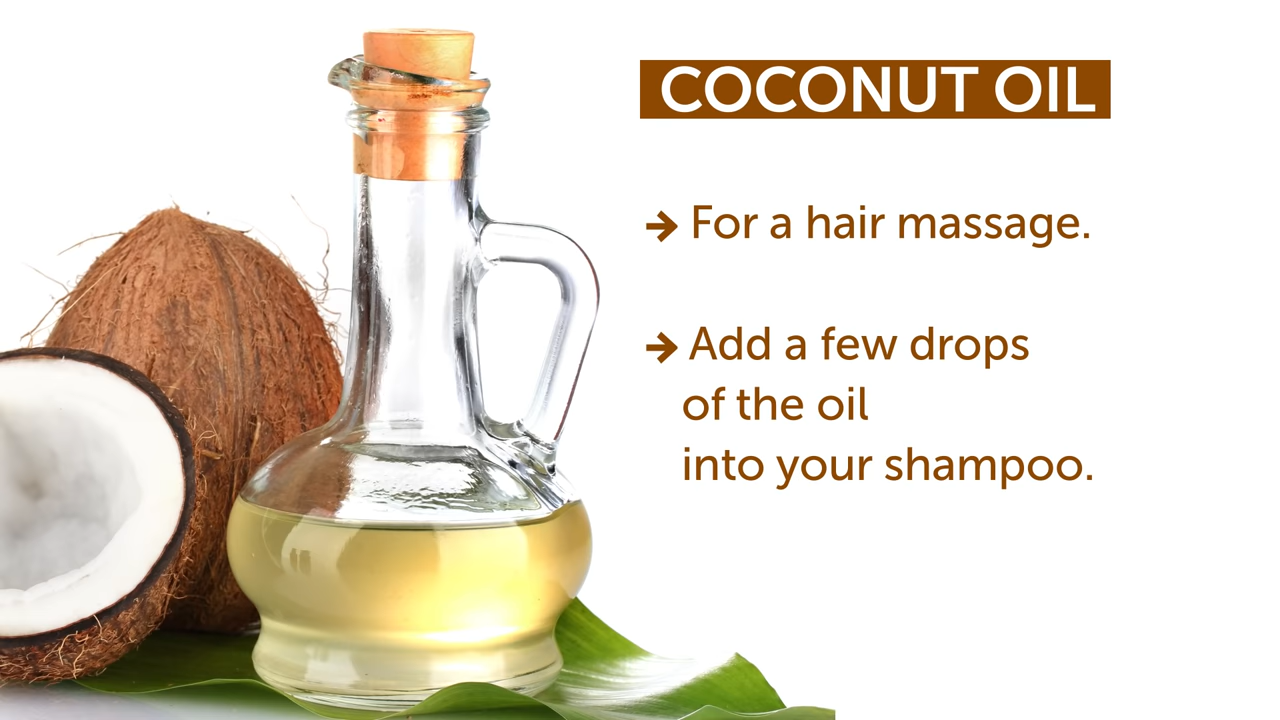 COCONUT OIL
→ For a hair massage.
→ Add a few drops
of the oil
into your shampoo.